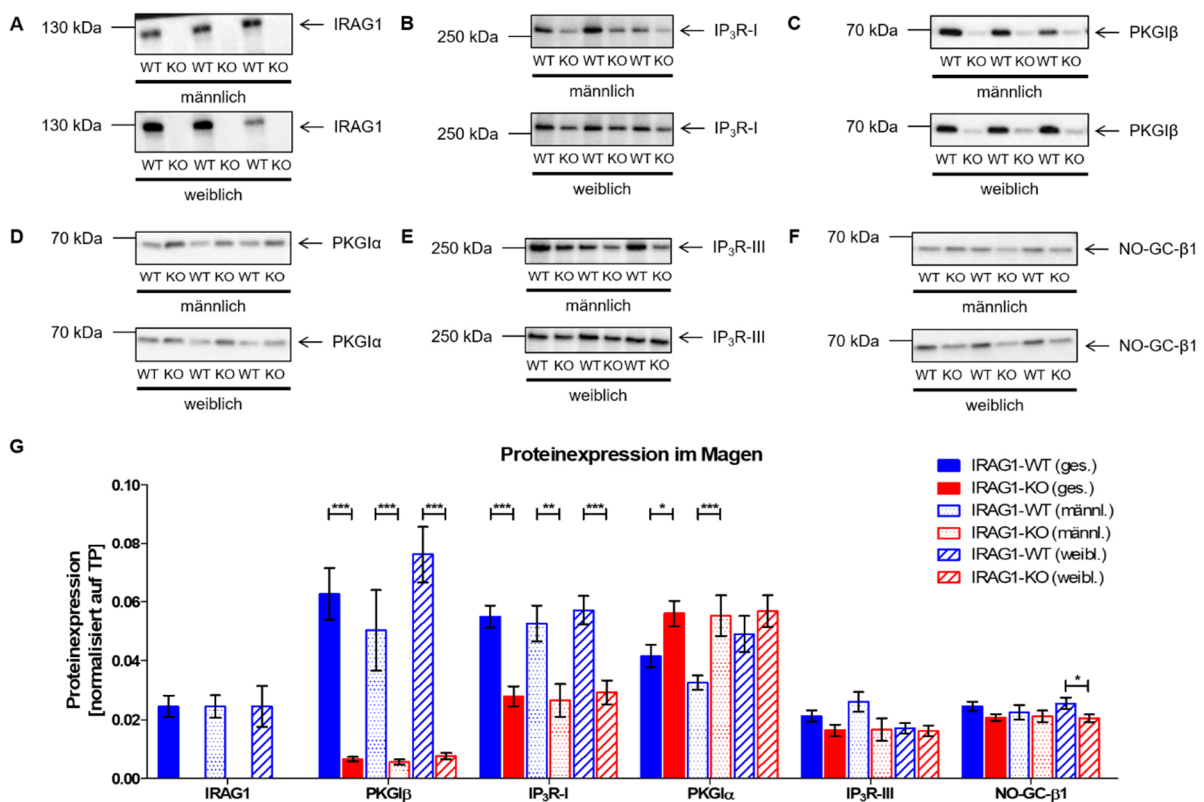 A
130 kDa
IRAG1
WT KO WT KO WT KO
männlich
130 kDa
IRAG1
WT KO WT KO WT KO
weiblich
B
250 kDa
IP₃R-I
WT KO WT KO WT KO
männlich
250 kDa
IP₃R-I
WT KO WT KO WT KO
weiblich
C
70 kDa
PKGIβ
WT KO WT KO WT KO
männlich
70 kDa
PKGIβ
WT KO WT KO WT KO
weiblich
D
70 kDa
PKGIα
WT KO WT KO WT KO
männlich
70 kDa
PKGIα
WT KO WT KO WT KO
weiblich
E
250 kDa
IP₃R-III
WT KO WT KO WT KO
männlich
250 kDa
IP₃R-III
WT KO WT KO WT KO
weiblich
F
70 kDa
NO-GC-β1
WT KO WT KO WT KO
männlich
70 kDa
NO-GC-β1
WT KO WT KO WT KO
weiblich
G
Proteinexpression im Magen
Proteinexpression
[normalisiert auf TP]
0.10
0.08
0.06
0.04
0.02
0.00
*** *** *** *** ** *** * *** *
IRAG1 PKGIβ IP₃R-I PKGIα IP₃R-III NO-GC-β1
IRAG1-WT (ges.)
IRAG1-KO (ges.)
IRAG1-WT (männl.)
IRAG1-KO (männl.)
IRAG1-WT (weibl.)
IRAG1-KO (weibl.)